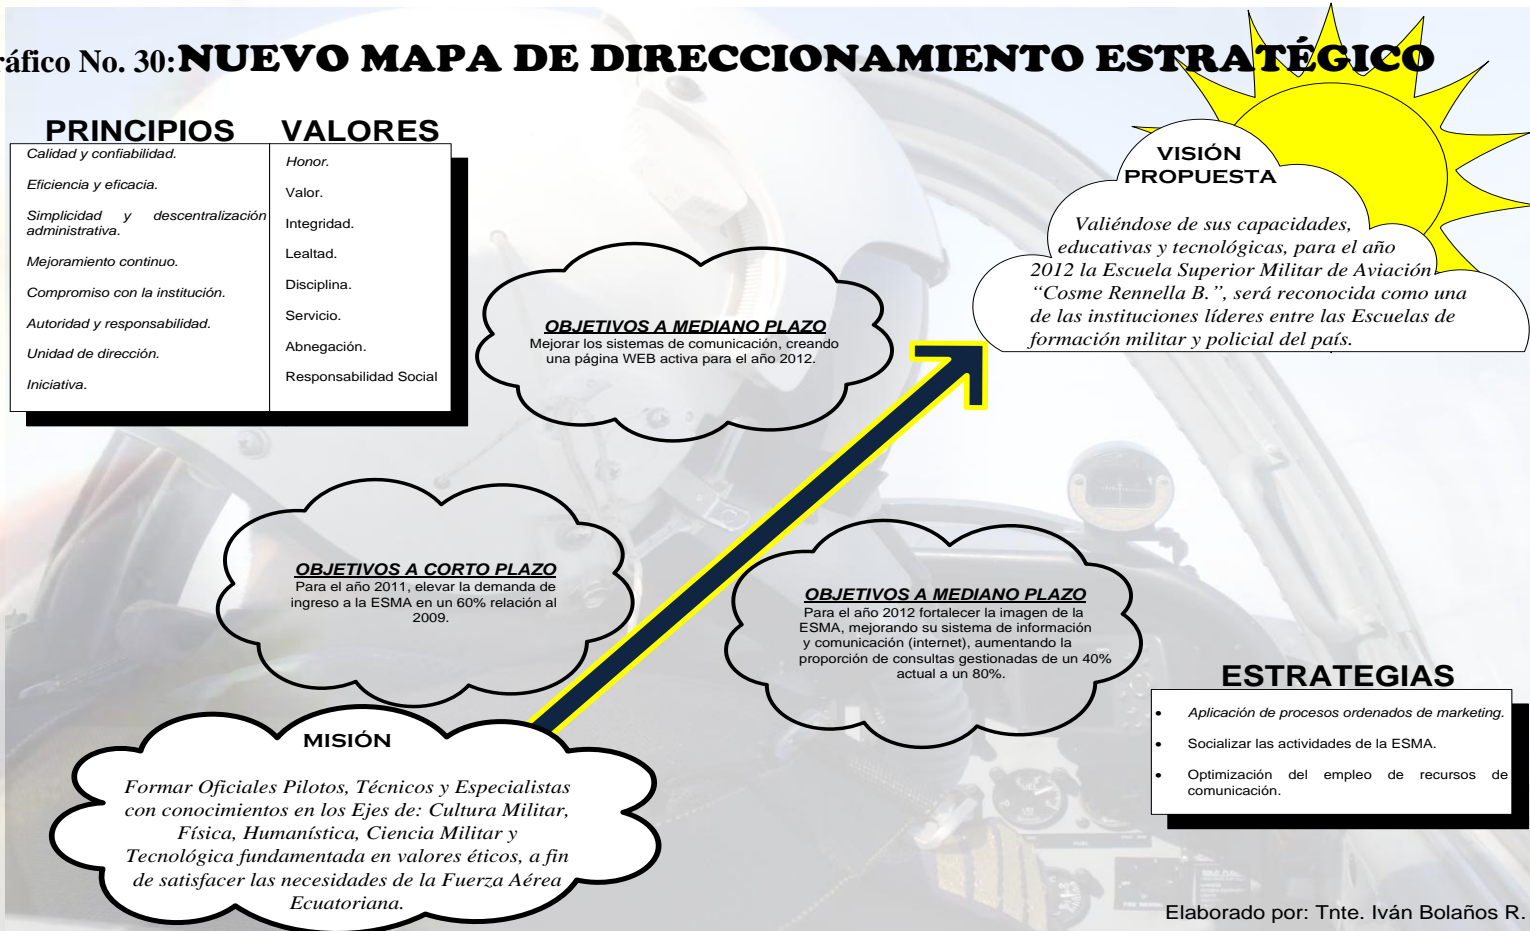 ráfico No. 30: NUEVO MAPA DE DIRECCIONAMIENTO ESTRATÉGICO
PRINCIPIOS
Calidad y confiabilidad.
Eficiencia y eficacia.
Simplicidad y descentralización
administrativa.
Mejoramiento continuo.
Compromiso con la institución.
Autoridad y responsabilidad.
Unidad de dirección.
Iniciativa.
VALORES
Honor.
Valor.
Integridad.
Lealtad.
Disciplina.
Servicio.
Abnegación.
Responsabilidad Social
VISIÓN
PROPUESTA
Valiéndose de sus capacidades,
educativas y tecnológicas, para el año
2012 la Escuela Superior Militar de Aviación
“Cosme Rennella B.”, será reconocida como una
de las instituciones líderes entre las Escuelas de
formación militar y policial del país.
OBJETIVOS A MEDIANO PLAZO
Mejorar los sistemas de comunicación, creando
una página WEB activa para el año 2012.
OBJETIVOS A CORTO PLAZO
Para el año 2011, elevar la demanda de
ingreso a la ESMA en un 60% relación al
2009.
OBJETIVOS A MEDIANO PLAZO
Para el año 2012 fortalecer la imagen de la
ESMA, mejorando su sistema de información
y comunicación (internet), aumentando la
proporción de consultas gestionadas de un 40%
actual a un 80%.
MISIÓN
Formar Oficiales Pilotos, Técnicos y Especialistas
con conocimientos en los Ejes de: Cultura Militar,
Física, Humanística, Ciencia Militar y
Tecnológica fundamentada en valores éticos, a fin
de satisfacer las necesidades de la Fuerza Aérea
Ecuatoriana.
ESTRATEGIAS
• Aplicación de procesos ordenados de marketing.
• Socializar las actividades de la ESMA.
• Optimización del empleo de recursos de
comunicación.
Elaborado por: Tnte. Iván Bolaños R.